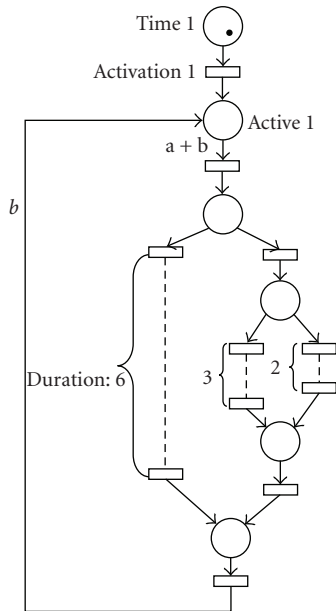 Time 1
Activation 1
Active 1
a + b
b
Duration: 6
3
2